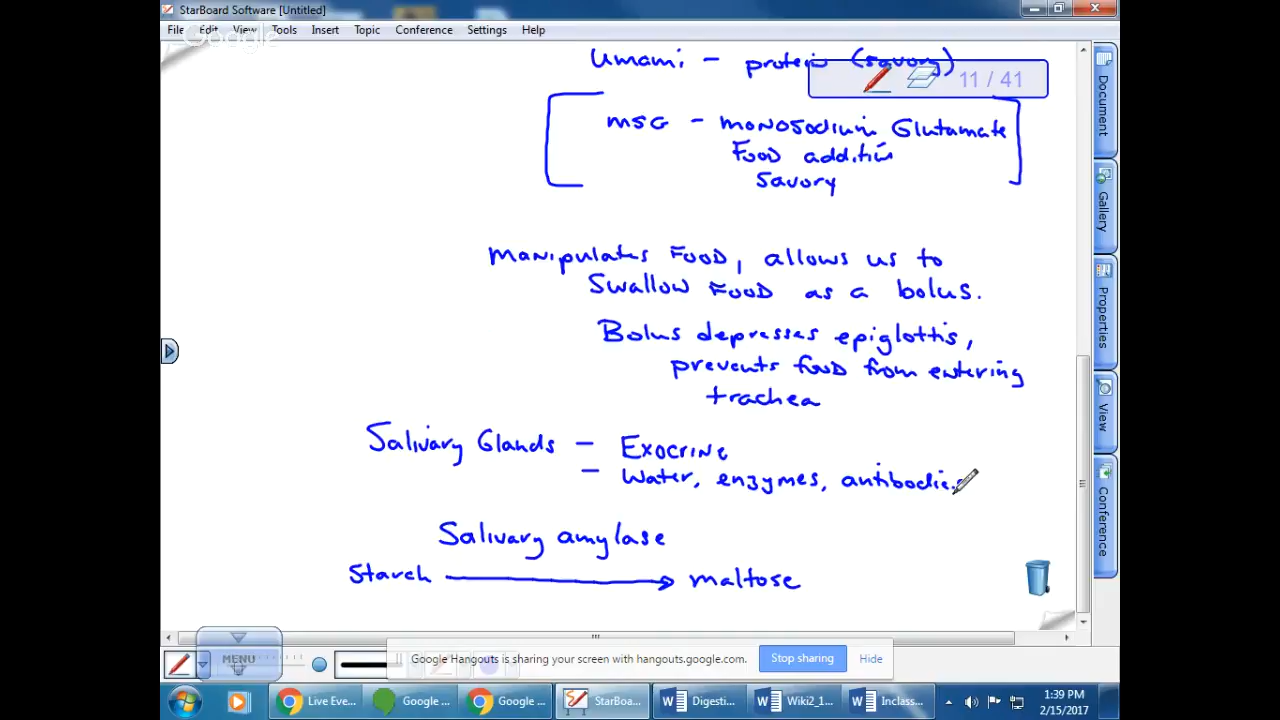 StarBoard Software [Untitled]
File Edit View Tools Insert Topic Conference Settings Help
Google
Umami - protein (savory)
11 / 41
MSG - monosodium Glutamate
Food additive
Savory
Manipulates Food, allows us to
Swallow Food as a bolus.
Bolus depresses epiglottis,
prevents food from entering
trachea
Salivary Glands - Exocrine
- Water, enzymes, antibodies
Salivary amylase
Starch → maltose
Document
Gallery
Properties
View
Conference
MENU
Google Hangouts is sharing your screen with hangouts.google.com. Stop sharing Hide
Live Eve... Google ... Google ... StarBoa... Digesti... Wiki2_1... Inclass...
1:39 PM
2/15/2017